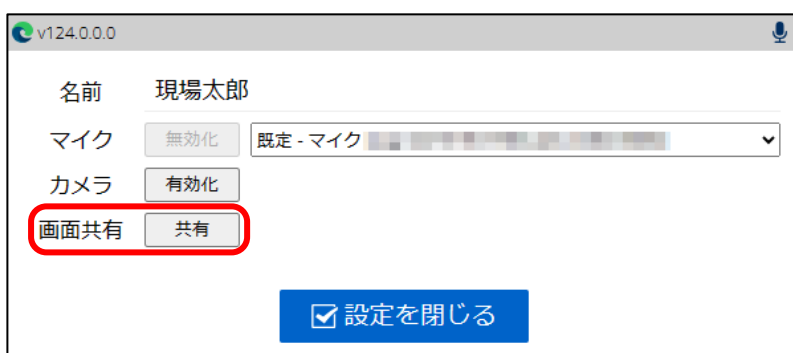 v124.0.0.0
名前 現場太郎
マイク 無効化 既定 - マイク
カメラ 有効化
画面共有 共有
設定を閉じる